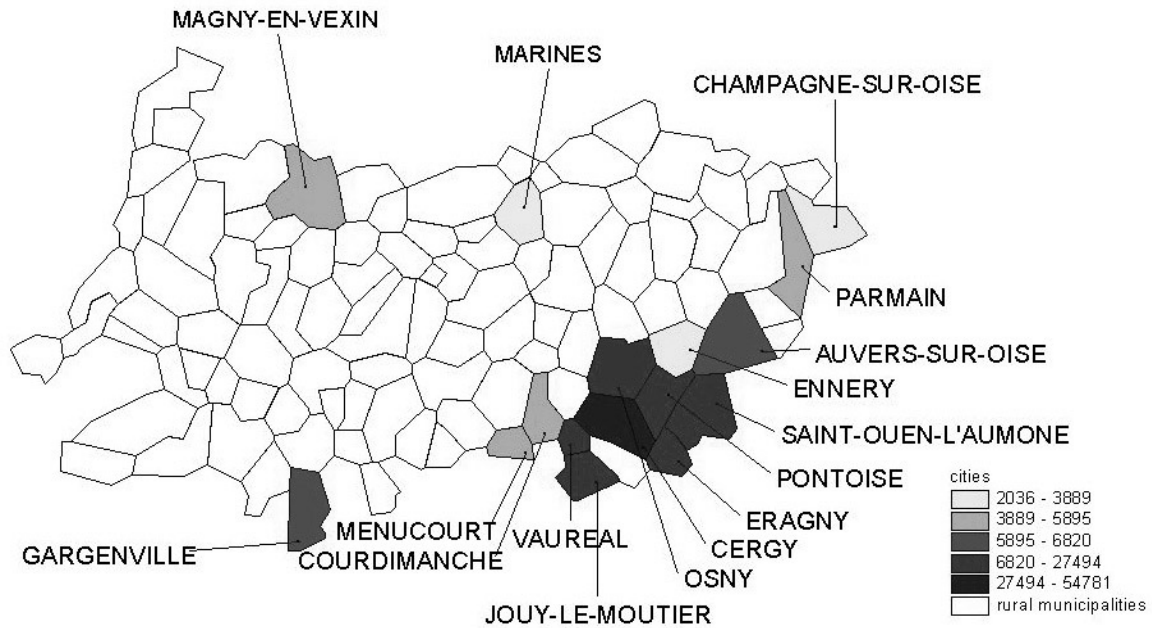 MAGNY-EN-VEXIN
MARINES
CHAMPAGNE-SUR-OISE
PARMAIN
AUVERS-SUR-OISE
ENNERY
SAINT-OUEN-L'AUMONE
PONTOISE
ERAGNY
CERGY
OSNY
MENUCOURT
COURDIMANCHE
VAUREAL
GARGENVILLE
JOUY-LE-MOUTIER
cities
2036 - 3889
3889 - 5895
5895 - 6820
6820 - 27494
27494 - 54781
rural municipalities